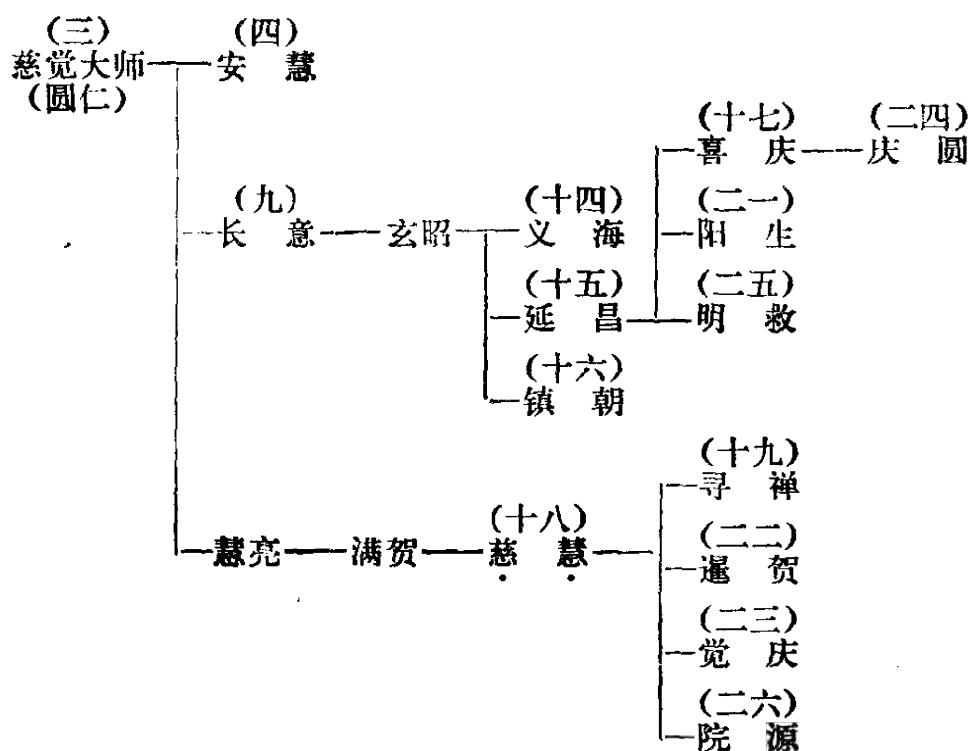 (三)
慈觉大师
(圆仁)
(四)
安 慧
(九)
长 意
玄昭
(十四)
义 海
(十五)
延 昌
(十六)
镇 朝
(十七)
喜 庆
(二四)
庆 圆
(二一)
阳 生
(二五)
明 救
慧亮
满贺
(十八)
慈 慧
(十九)
寻 禅
(二二)
暹 贺
(二三)
觉 庆
(二六)
院 源